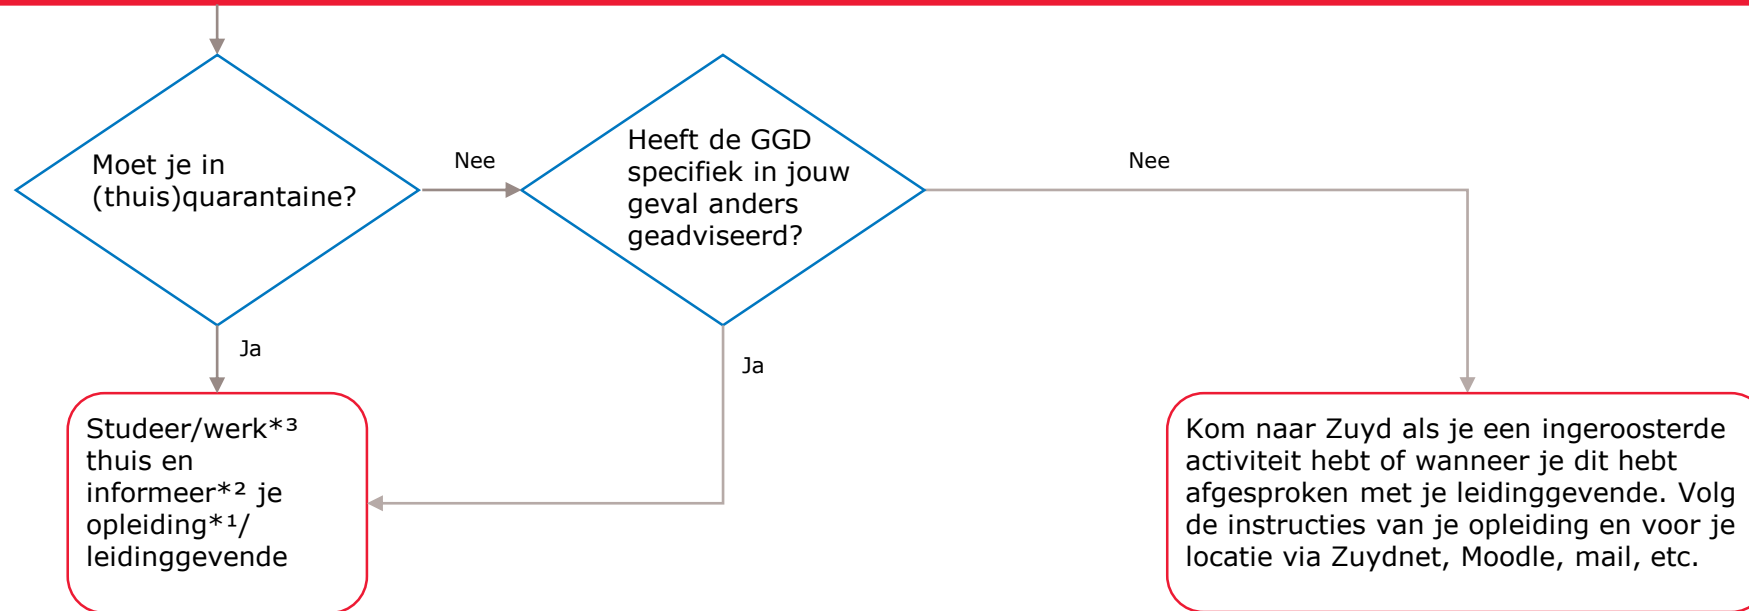 Moet je in
(thuis)quarantaine?
Nee
Heeft de GGD
specifiek in jouw
geval anders
geadviseerd?
Nee
Ja
Ja
Studeer/werk*³
thuis en
informeer*² je
opleiding*¹/
leidinggevende
Kom naar Zuyd als je een ingeroosterde
activiteit hebt of wanneer je dit hebt
afgesproken met je leidinggevende. Volg
de instructies van je opleiding en voor je
locatie via Zuydnet, Moodle, mail, etc.